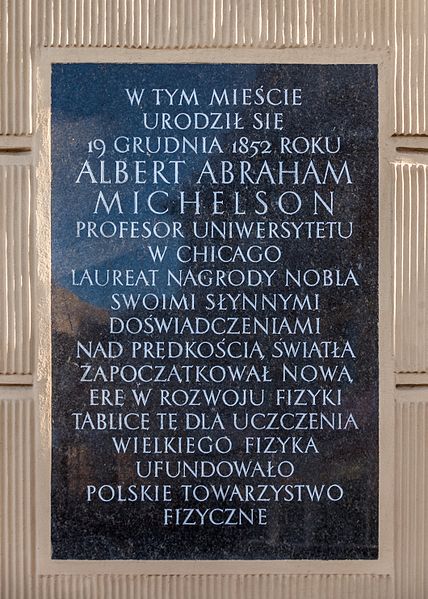 W TYM MIEŚCIE
URODZIŁ SIĘ
19 GRUDNIA 1852 ROKU
ALBERT ABRAHAM
MICHELSON
PROFESOR UNIWERSYTETU
W CHICAGO
LAUREAT NAGRODY NOBLA
SWOIMI SŁYNNYMI
DOŚWIADCZENIAMI
NAD PRĘDKOŚCIĄ ŚWIATŁA
ZAPOCZĄTKOWAŁ NOWĄ
ERĘ W ROZWOJU FIZYKI
TABLICĘ TĘ DLA UCZCZENIA
WIELKIEGO FIZYKA
UFUNDOWAŁO
POLSKIE TOWARZYSTWO
FIZYCZNE